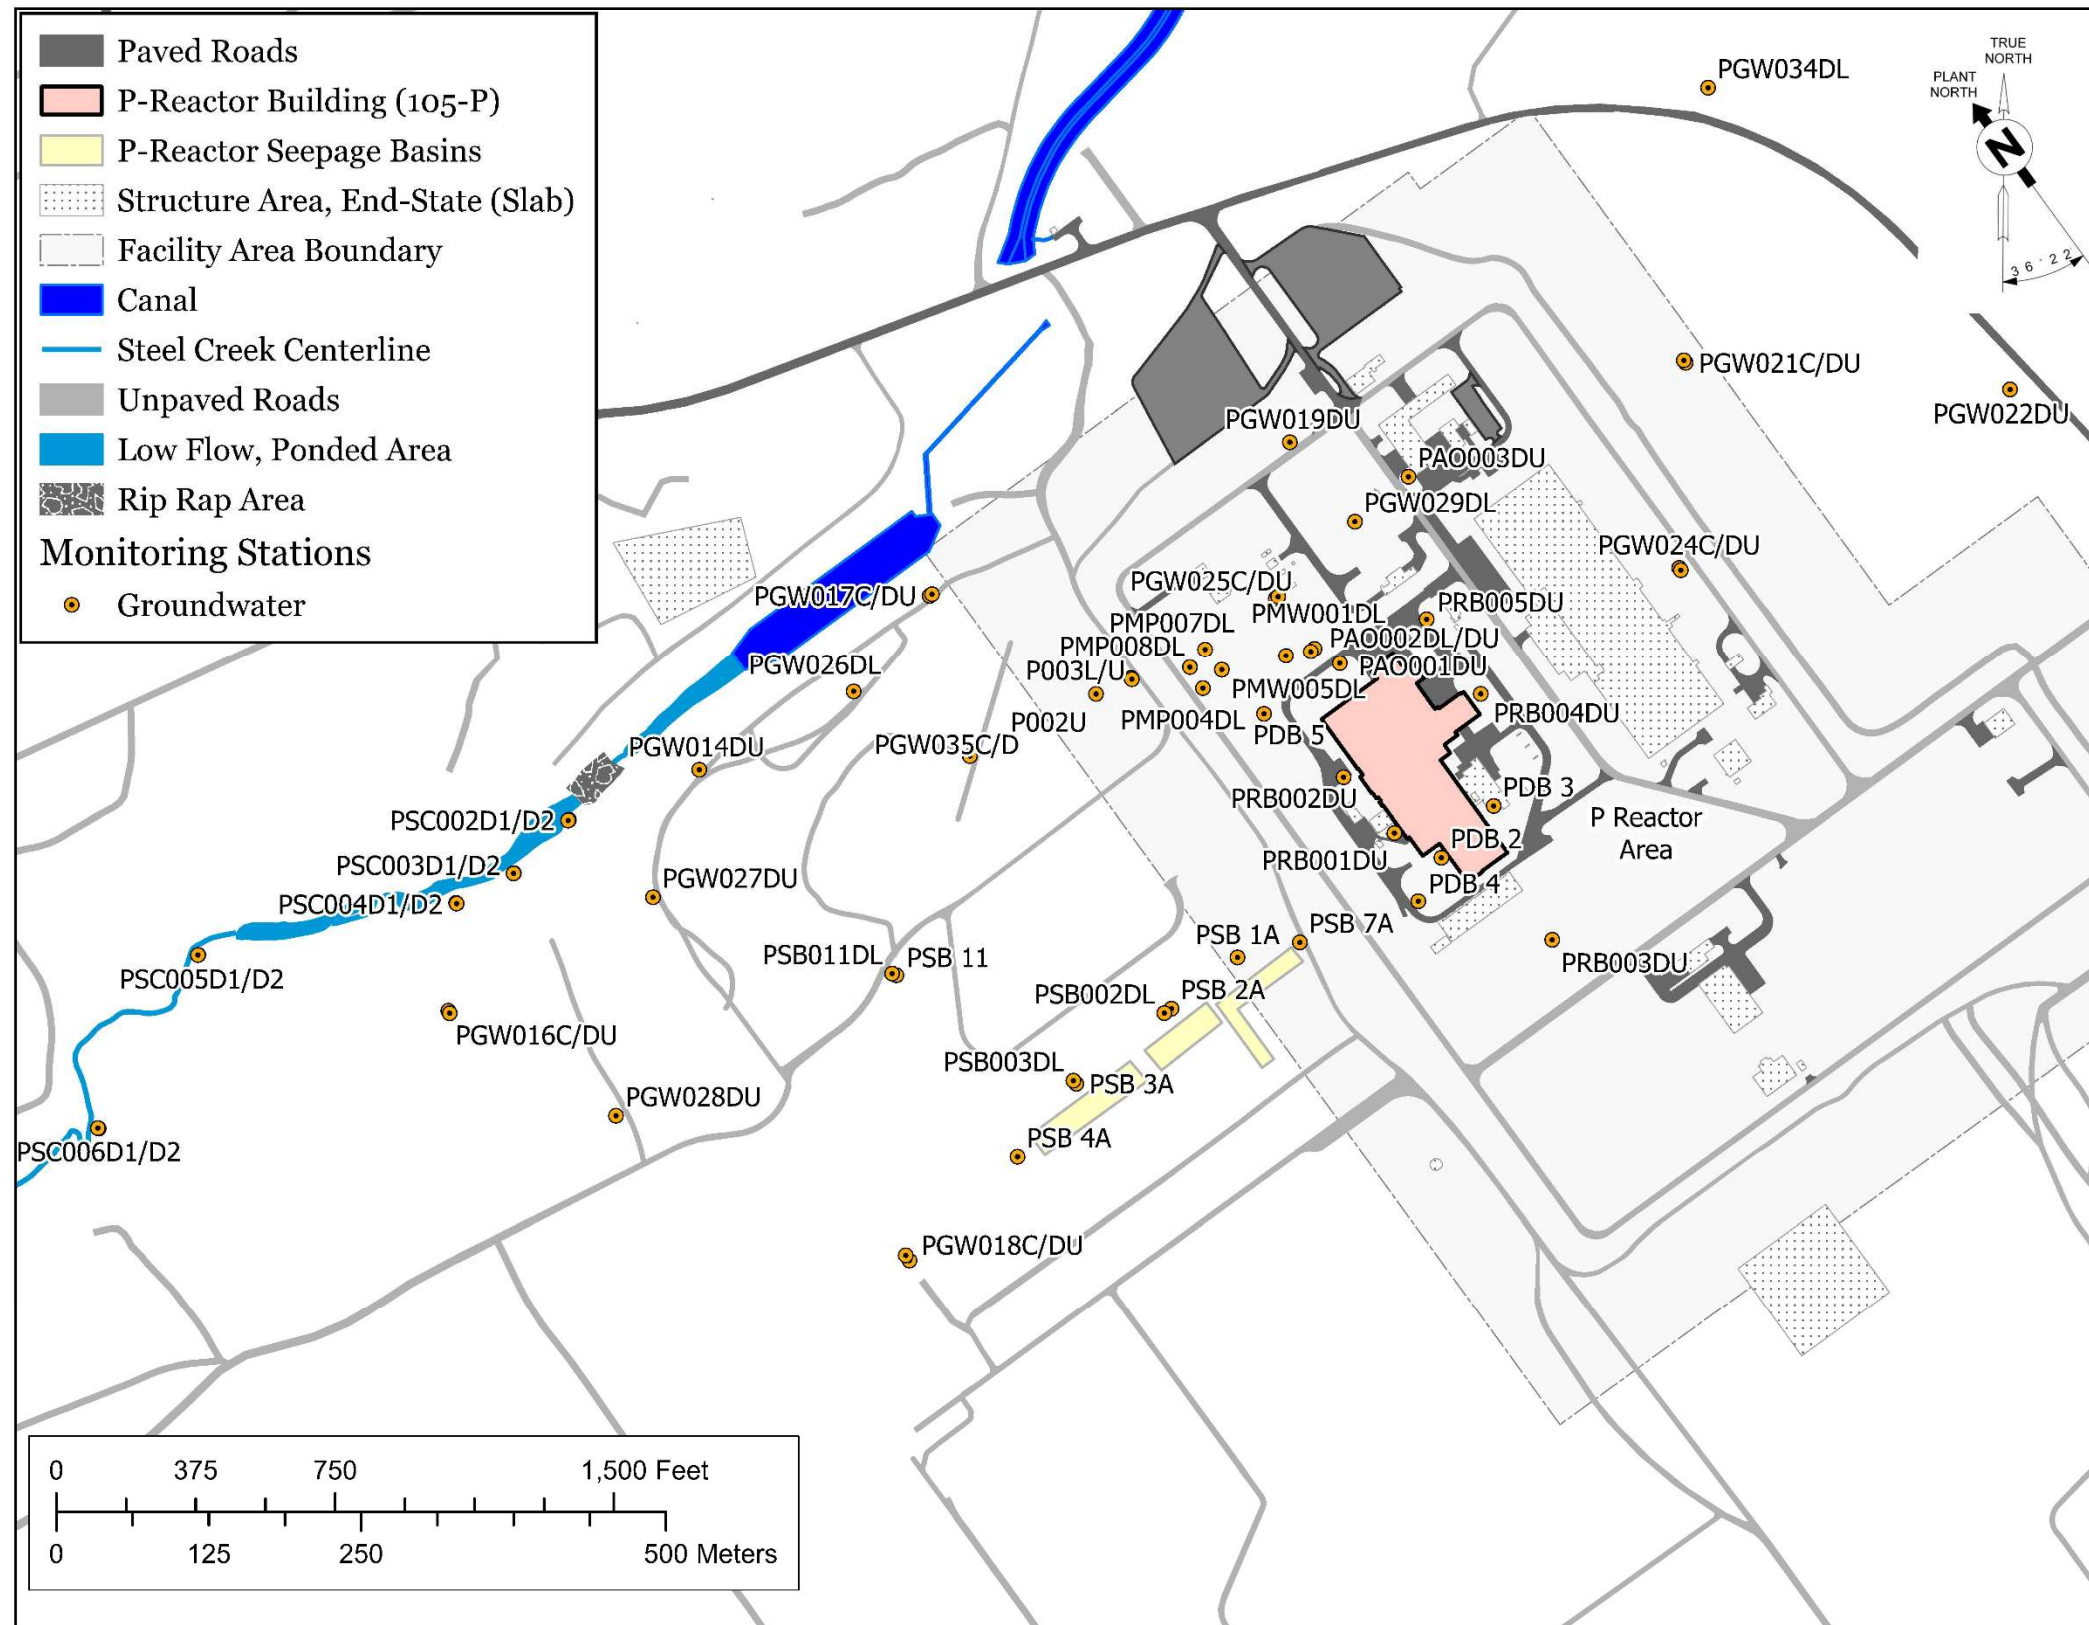 Paved Roads
P-Reactor Building (105-P)
P-Reactor Seepage Basins
Structure Area, End-State (Slab)
Facility Area Boundary
Canal
Steel Creek Centerline
Unpaved Roads
Low Flow, Ponded Area
Rip Rap Area
Monitoring Stations
Groundwater
TRUE
NORTH
PLANT
NORTH
N
36°22
PGW034DL
PGW021C/DU
PGW022DU
PGW019DU
PAO003DU
PGW029DL
PGW024C/DU
PGW025C/DU
PMW001DL
PRB005DU
PGW017C/DU
PMP007DL
PAO002DL/DU
PMP008DL
PAO001DU
PGW026DL
P003L/U
PMW005DL
PRB004DU
P002U
PMP004DL
PDB 5
PGW014DU
PGW035C/D
PRB002DU
PDB 3
P Reactor
Area
PSC002D1/D2
PSC003D1/D2
PRB001DU
PDB 2
PGW027DU
PDB 4
PSC004D1/D2
PSB 1A
PSB 7A
PSB011DL
PSB 11
PRB003DU
PSC005D1/D2
PSB002DL
PSB 2A
PGW016C/DU
PSB003DL
PSB 3A
PGW028DU
PSB 4A
PSC006D1/D2
PGW018C/DU
0 375 750 1,500 Feet
0 125 250 500 Meters